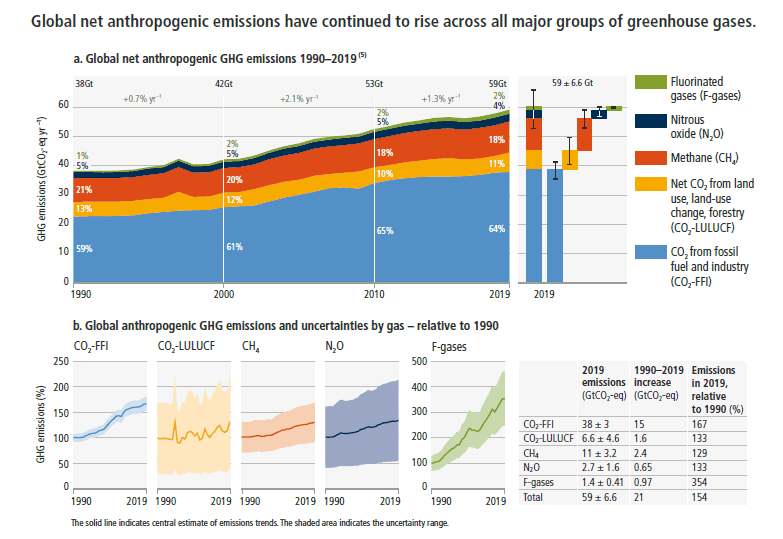 Global net anthropogenic emissions have continued to rise across all major groups of greenhouse gases.
a. Global net anthropogenic GHG emissions 1990–2019 (5)
38Gt 42Gt 53Gt 59Gt 59 ± 6.6 Gt
+0.7% yr⁻¹ +2.1% yr⁻¹ +1.3% yr⁻¹
GHG emissions (GtCO₂-eq yr⁻¹)
60
50
40
30
20
10
0
1%
5%
21%
13%
59%
2%
5%
20%
12%
61%
2%
5%
18%
10%
65%
2%
4%
18%
11%
64%
1990 2000 2010 2019 2019
Fluorinated
gases (F-gases)
Nitrous
oxide (N₂O)
Methane (CH₄)
Net CO₂ from land
use, land-use
change, forestry
(CO₂-LULUCF)
CO₂ from fossil
fuel and industry
(CO₂-FFI)
b. Global anthropogenic GHG emissions and uncertainties by gas – relative to 1990
CO₂-FFI CO₂-LULUCF CH₄ N₂O F-gases
GHG emissions (%)
250
200
150
100
50
0
500
400
300
200
100
0
1990 2019 1990 2019 1990 2019 1990 2019 1990 2019
2019 1990–2019 Emissions
emissions increase in 2019,
(GtCO₂-eq) (GtCO₂-eq) relative
to 1990 (%)
CO₂-FFI 38 ± 3 15 167
CO₂-LULUCF 6.6 ± 4.6 1.6 133
CH₄ 11 ± 3.2 2.4 129
N₂O 2.7 ± 1.6 0.65 133
F-gases 1.4 ± 0.41 0.97 354
Total 59 ± 6.6 21 154
The solid line indicates central estimate of emissions trends. The shaded area indicates the uncertainty range.